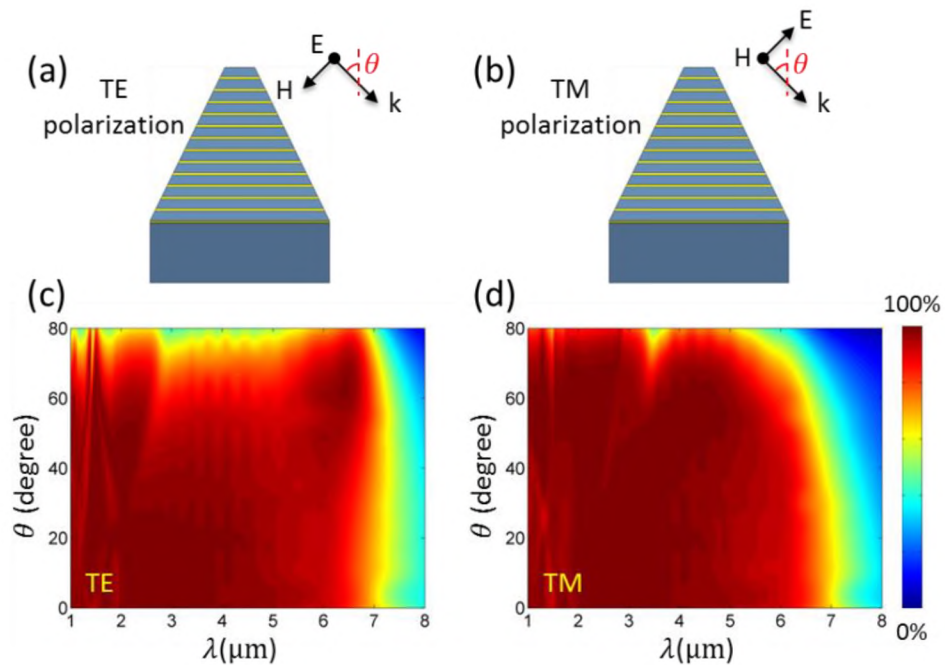 (a)
TE
polarization
E
θ
H
k
(b)
TM
polarization
E
H
θ
k
(c)
80
60
40
20
0
θ (degree)
TE
1 2 3 4 5 6 7 8
λ(μm)
(d)
80
60
40
20
0
θ (degree)
TM
1 2 3 4 5 6 7 8
λ(μm)
100%
0%